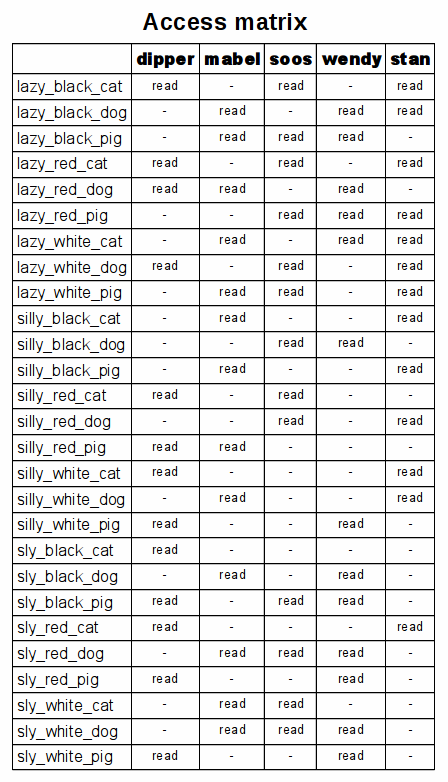 Access matrix
dipper mabel soos wendy stan
lazy_black_cat read - read - read
lazy_black_dog - read - read read
lazy_black_pig - read read read -
lazy_red_cat read - read - read
lazy_red_dog read read - read -
lazy_red_pig - - read read read
lazy_white_cat - read - read read
lazy_white_dog read - read - read
lazy_white_pig - read read - read
silly_black_cat - read - - read
silly_black_dog - - read read -
silly_black_pig - read - - read
silly_red_cat read - read - -
silly_red_dog - - read - read
silly_red_pig read read - - -
silly_white_cat read - - - read
silly_white_dog - read - - read
silly_white_pig read - - read -
sly_black_cat read - - - -
sly_black_dog - read - read -
sly_black_pig read - read read -
sly_red_cat read - - - read
sly_red_dog - read read read -
sly_red_pig read - - read -
sly_white_cat - read read - -
sly_white_dog - read read read -
sly_white_pig read - - read -